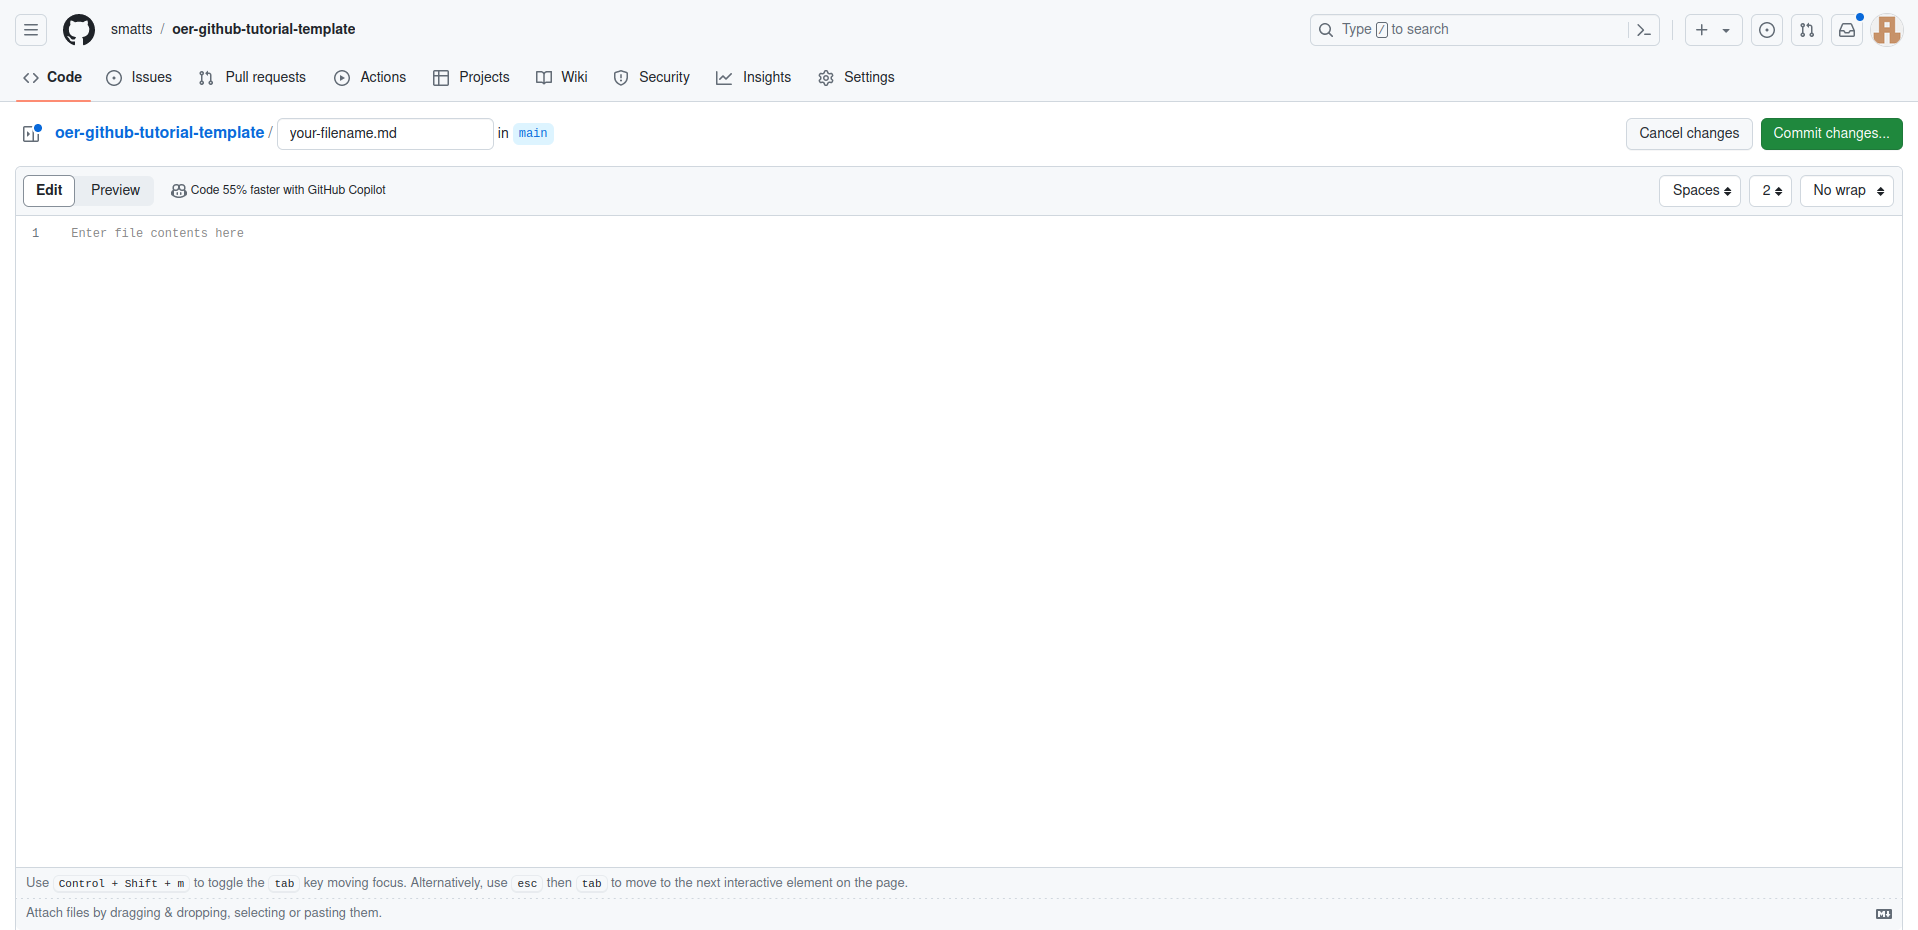 smatts / oer-github-tutorial-template
Type / to search
Code Issues Pull requests Actions Projects Wiki Security Insights Settings
oer-github-tutorial-template / your-filename.md in main
Cancel changes Commit changes...
Edit Preview Code 55% faster with GitHub Copilot
Spaces 2 No wrap
1 Enter file contents here
Use Control + Shift + m to toggle the tab key moving focus. Alternatively, use esc then tab to move to the next interactive element on the page.
Attach files by dragging & dropping, selecting or pasting them.